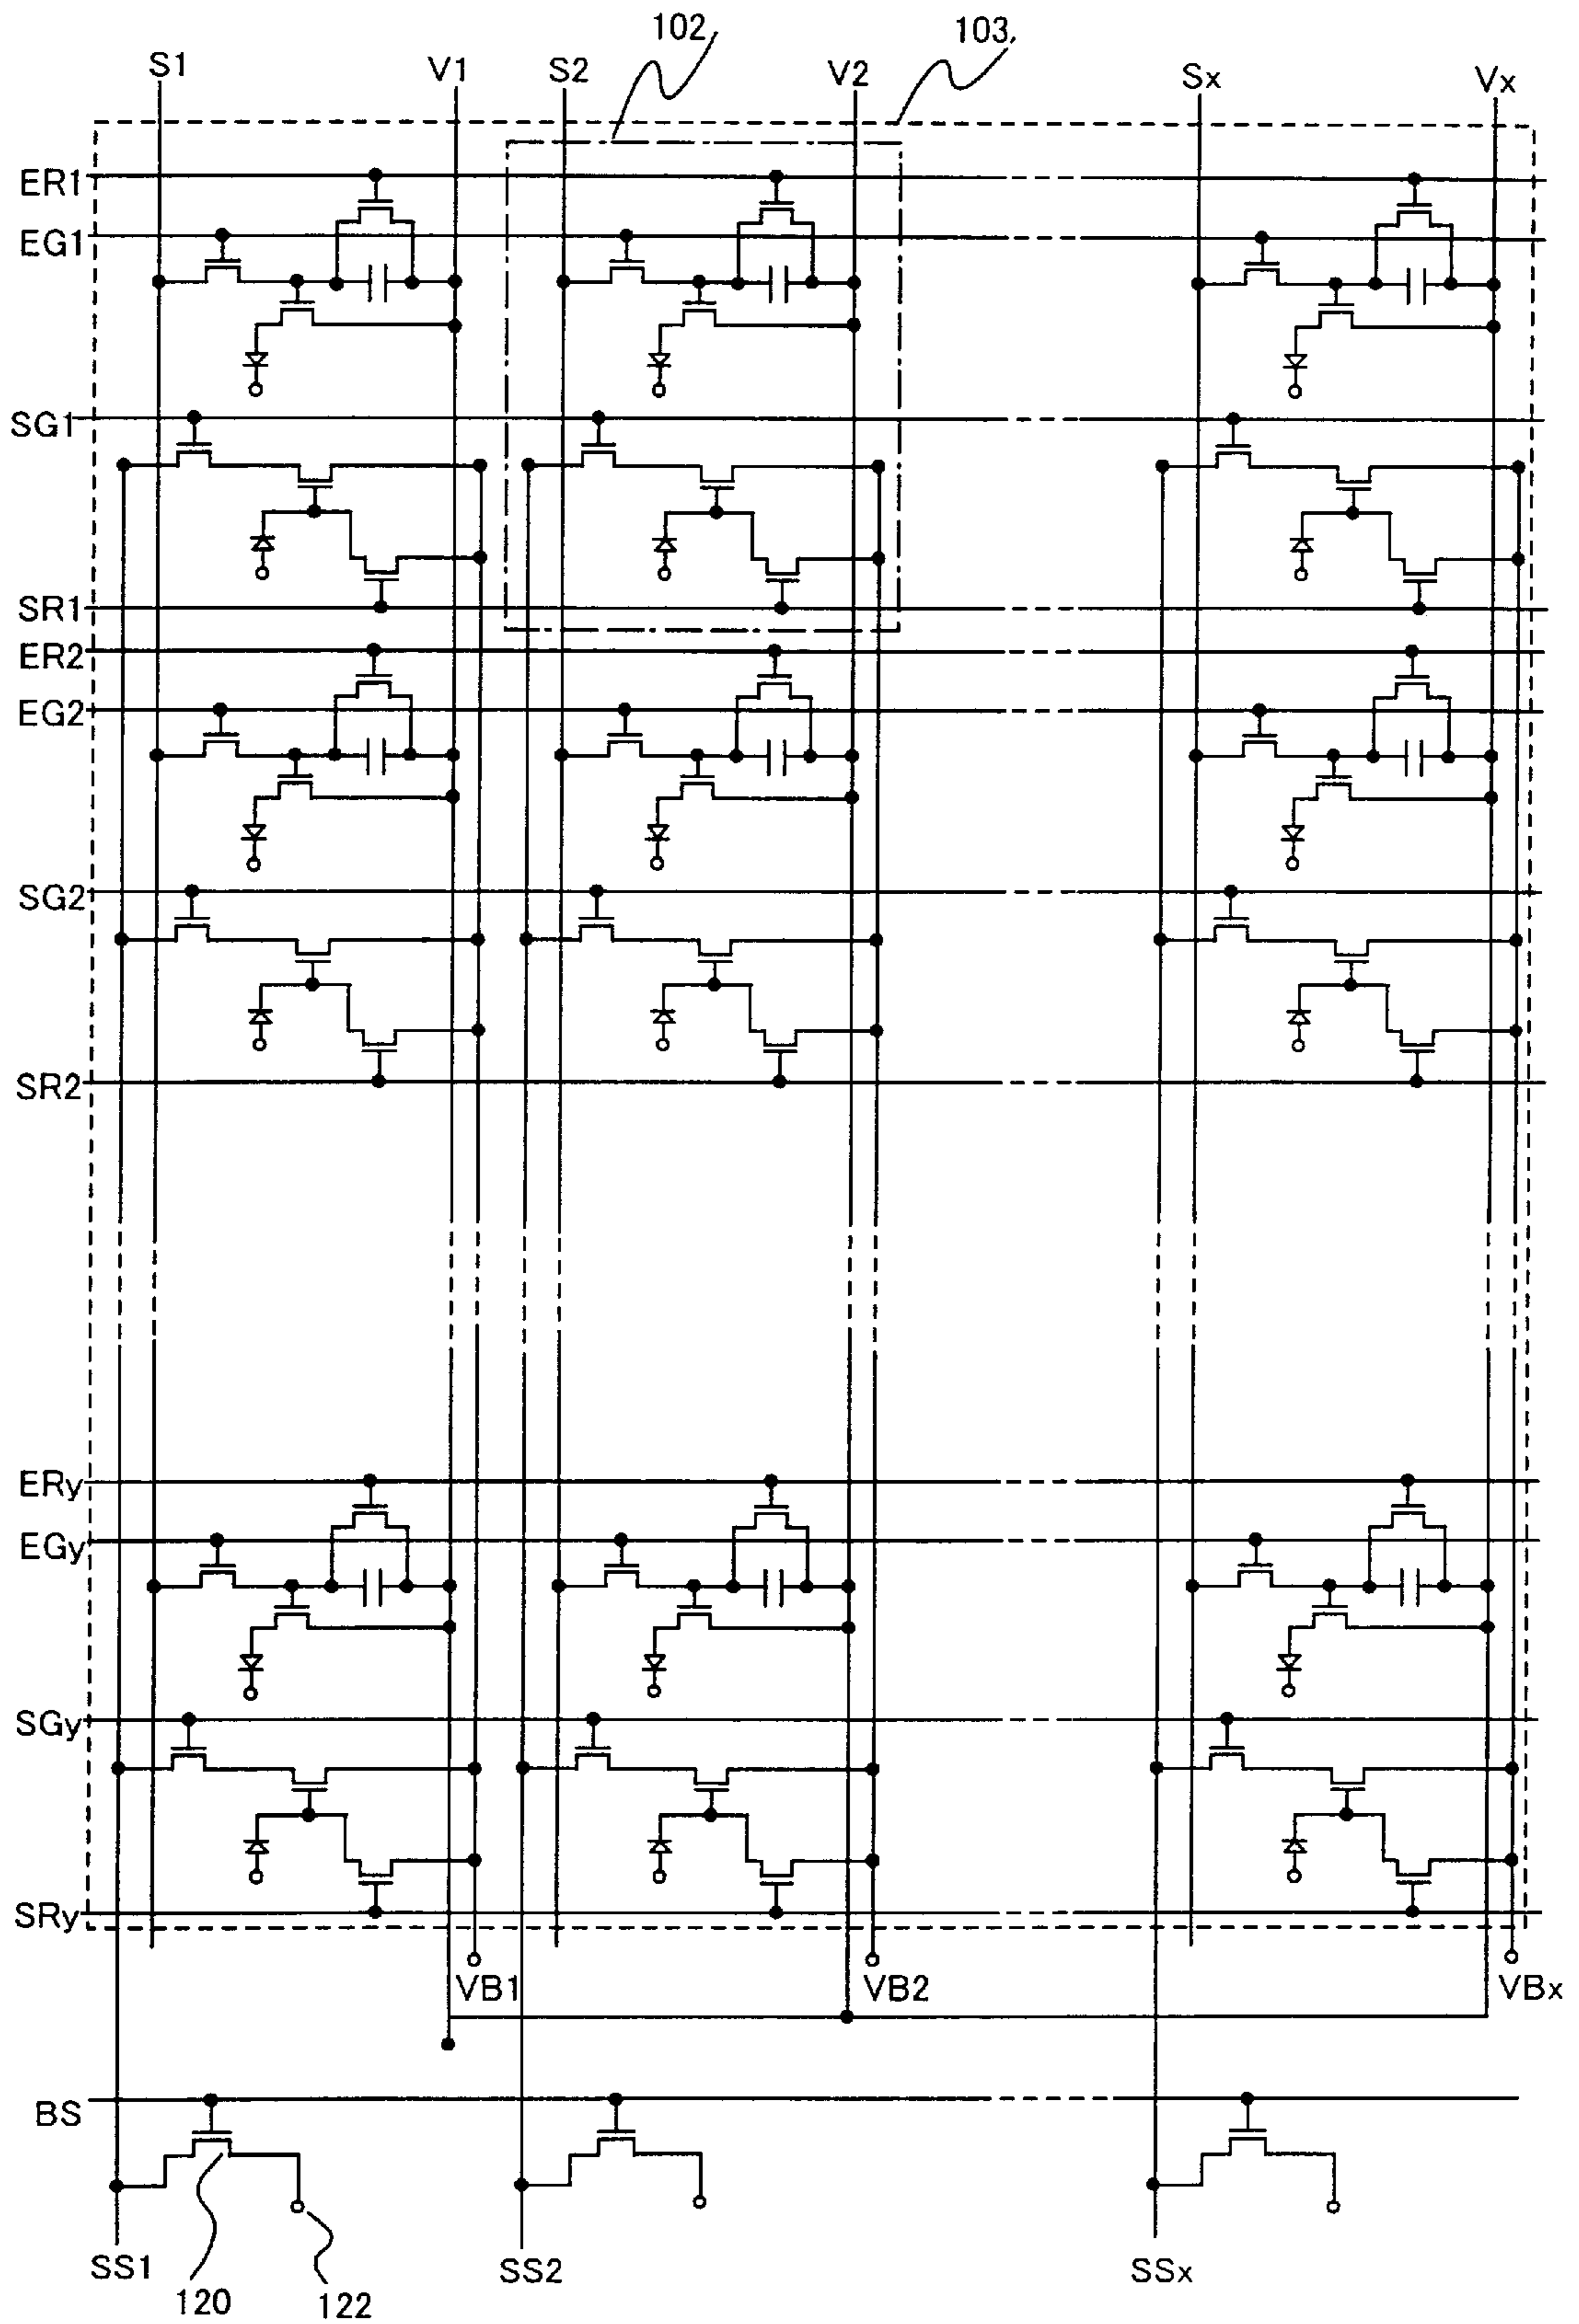 102 103
S1 V1 S2 V2 Sx Vx
ER1
EG1
SG1
SR1
ER2
EG2
SG2
SR2
ERy
EGy
SGy
SRy
VB1 VB2 VBx
BS
SS1 SS2 SSx
120 122